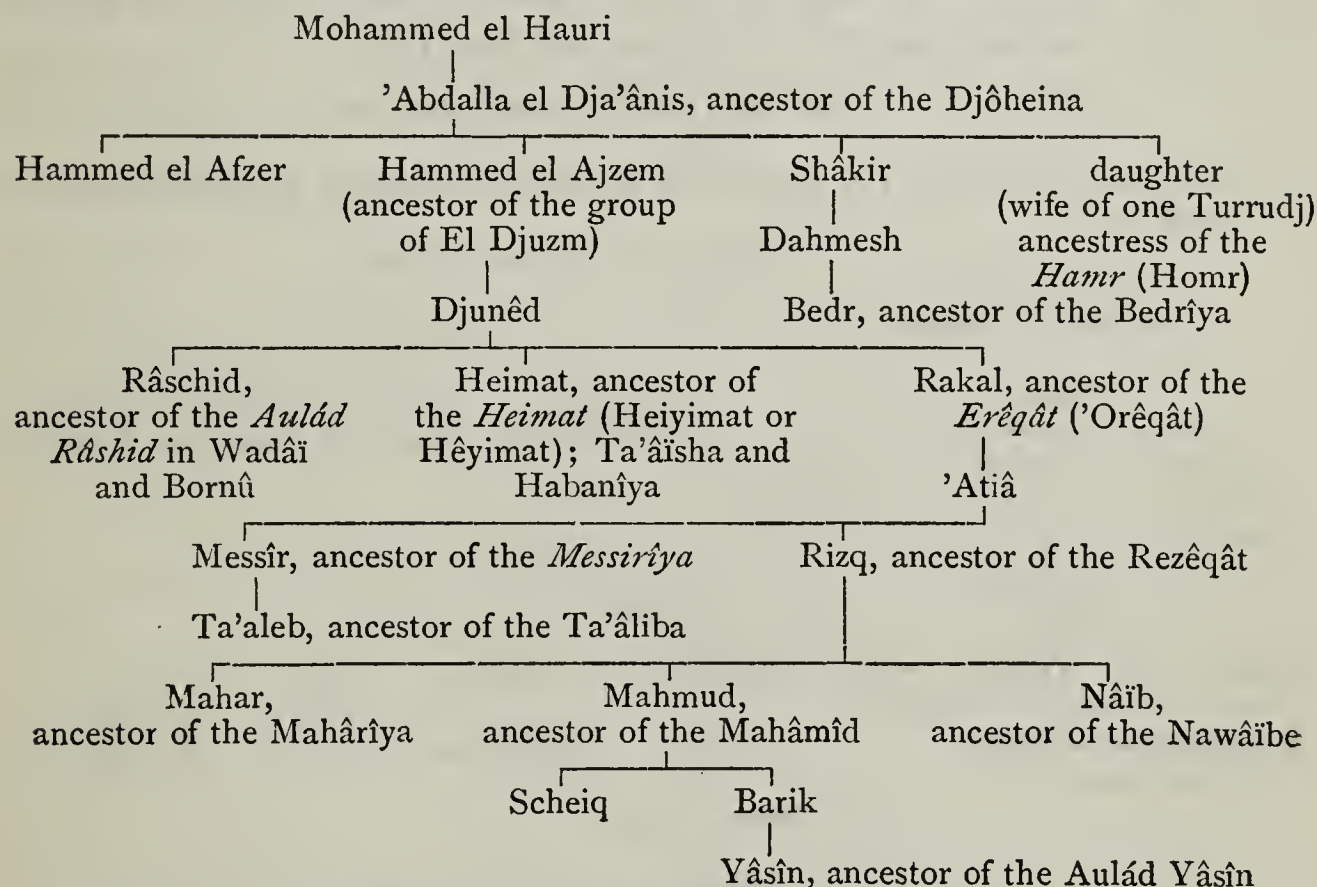 Mohammed el Hauri
’Abdalla el Dja’ânis, ancestor of the Djôheina
Hammed el Afzer
Hammed el Ajzem
(ancestor of the group
of El Djuzm)
Shâkir
Dahmesh
daughter
(wife of one Turrudj)
ancestress of the
Hamr (Homr)
Djunêd
Bedr, ancestor of the Bedrîya
Râschid,
ancestor of the Aulád
Râshid in Wadâï
and Bornû
Heimat, ancestor of
the Heimat (Heiyimat or
Hêyimat); Ta’âïsha and
Habanîya
Rakal, ancestor of the
Erêqât (’Orêqât)
’Atiâ
Messîr, ancestor of the Messirîya
Rizq, ancestor of the Rezêqât
Ta’aleb, ancestor of the Ta’âliba
Mahar,
ancestor of the Mahârîya
Mahmud,
ancestor of the Mahâmîd
Nâïb,
ancestor of the Nawâïbe
Scheiq
Barik
Yâsîn, ancestor of the Aulád Yâsîn